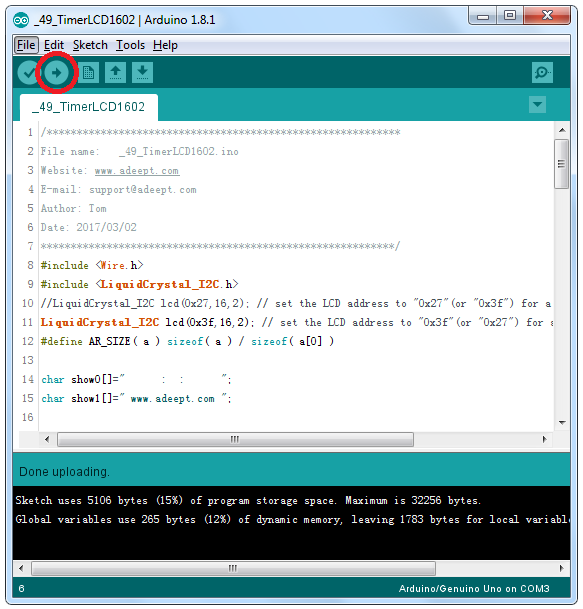 _49_TimerLCD1602 | Arduino 1.8.1
File Edit Sketch Tools Help
_49_TimerLCD1602
1 /***********************************************************
2 File name: _49_TimerLCD1602.ino
3 Website: www.adeept.com
4 E-mail: support@adeept.com
5 Author: Tom
6 Date: 2017/03/02
7 ***********************************************************/
8 #include <Wire.h>
9 #include <LiquidCrystal_I2C.h>
10 //LiquidCrystal_I2C lcd(0x27,16,2); // set the LCD address to "0x27"(or "0x3f") for a
11 LiquidCrystal_I2C lcd(0x3f,16,2); // set the LCD address to "0x3f"(or "0x27") for
12 #define AR_SIZE( a ) sizeof( a ) / sizeof( a[0] )
13
14 char show0[]="      :  :      ";
15 char show1[]=" www.adeept.com ";
16
Done uploading.
Sketch uses 5106 bytes (15%) of program storage space. Maximum is 32256 bytes.
Global variables use 265 bytes (12%) of dynamic memory, leaving 1783 bytes for local
6 Arduino/Genuino Uno on COM3